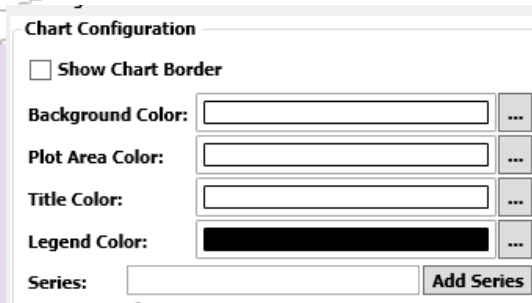 Chart Configuration
Show Chart Border
Background Color: ...
Plot Area Color: ...
Title Color: ...
Legend Color: ...
Series: Add Series